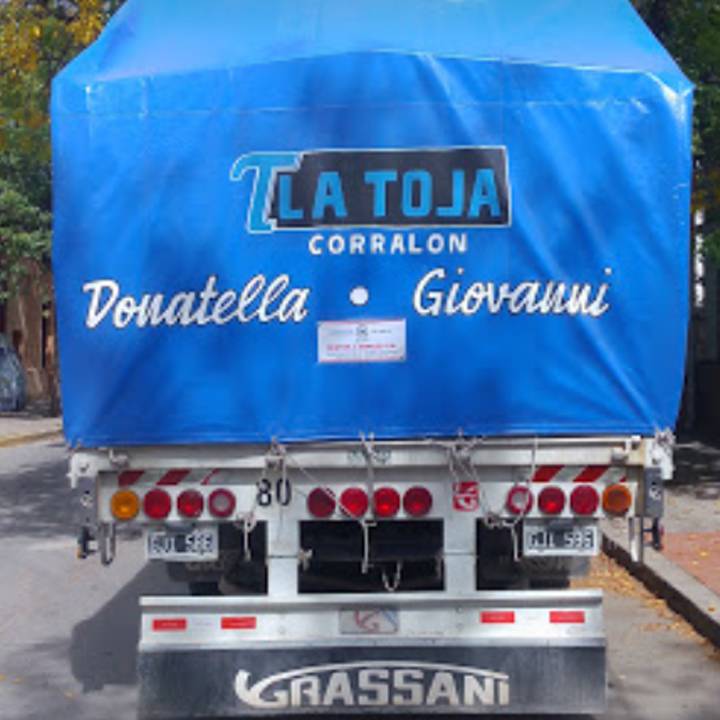 T LA TOJA
CORRALON
Donatella • Giovanni
80
GRASSANI